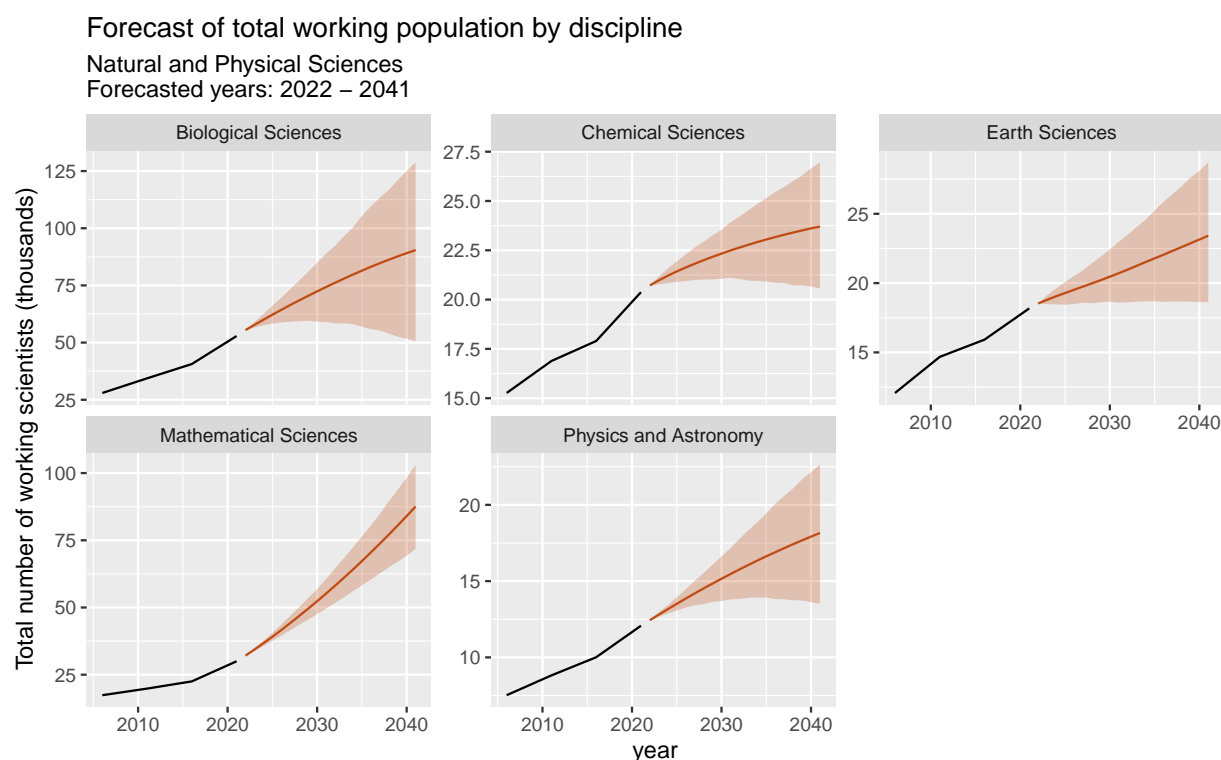 Forecast of total working population by discipline
Natural and Physical Sciences
Forecasted years: 2022 – 2041
Total number of working scientists (thousands)
Biological Sciences
125
100
75
50
25
Chemical Sciences
27.5
25.0
22.5
20.0
17.5
15.0
Earth Sciences
25
20
15
2010 2020 2030 2040
Mathematical Sciences
100
75
50
25
2010 2020 2030 2040
Physics and Astronomy
20
15
10
2010 2020 2030 2040
year